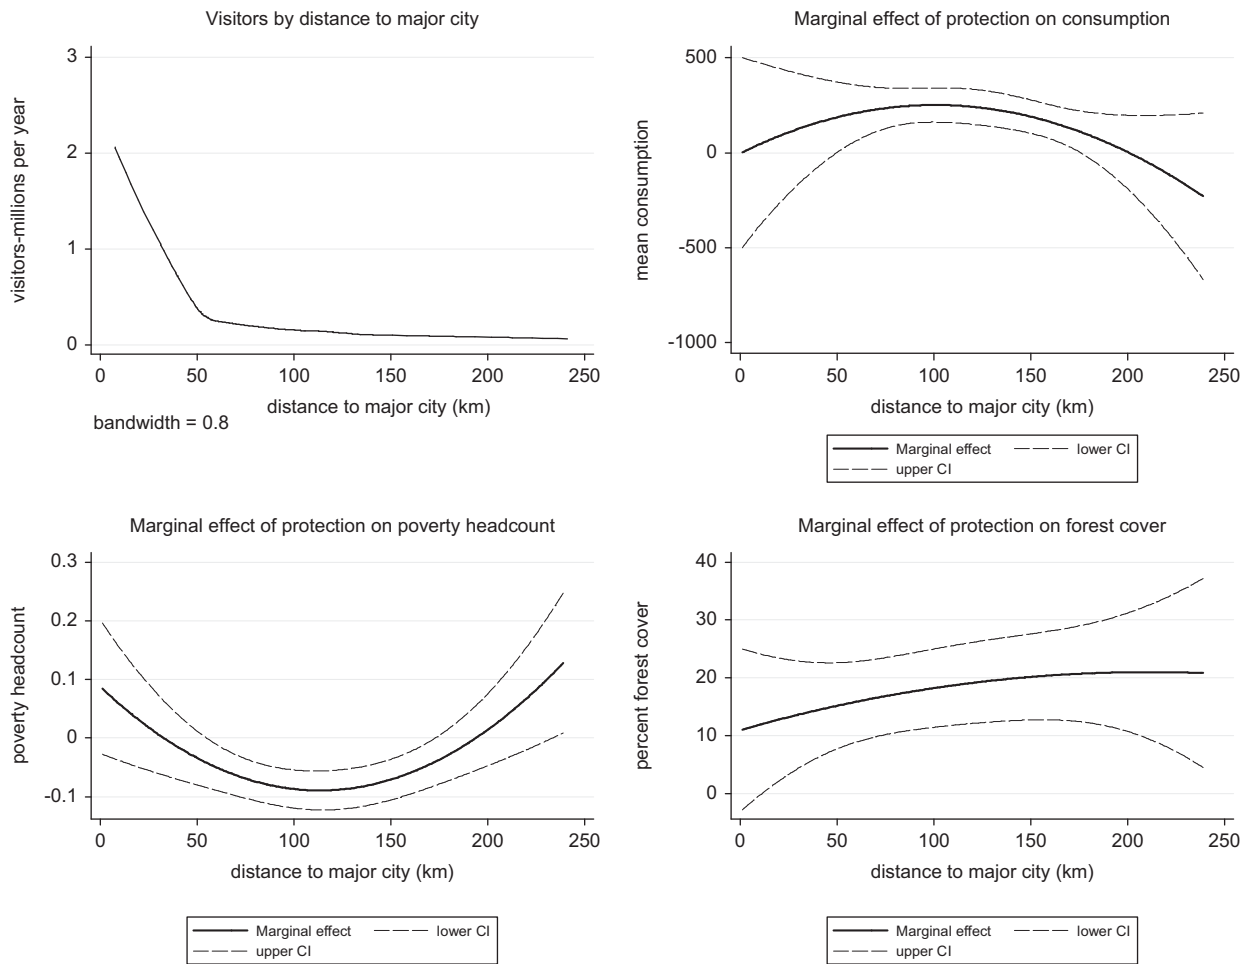 Visitors by distance to major city
3
2
1
0
visitors-millions per year
0 50 100 150 200 250
distance to major city (km)
bandwidth = 0.8
Marginal effect of protection on consumption
500
0
-500
-1000
mean consumption
0 50 100 150 200 250
distance to major city (km)
Marginal effect lower CI
upper CI
Marginal effect of protection on poverty headcount
0.3
0.2
0.1
0
-0.1
poverty headcount
0 50 100 150 200 250
distance to major city (km)
Marginal effect lower CI
upper CI
Marginal effect of protection on forest cover
40
30
20
10
0
percent forest cover
0 50 100 150 200 250
distance to major city (km)
Marginal effect lower CI
upper CI